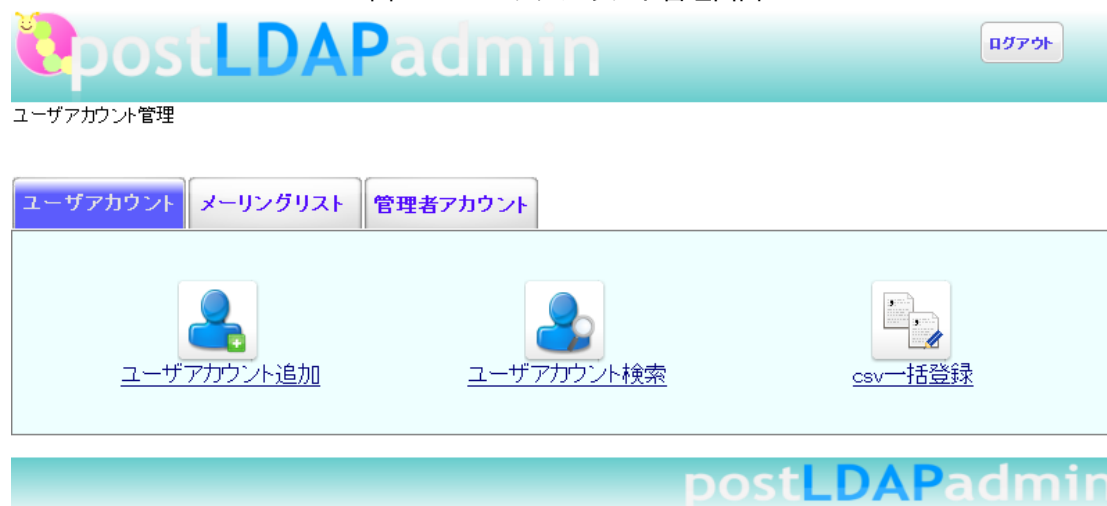 postLDAPadmin
ログアウト
ユーザアカウント管理
ユーザアカウント
メーリングリスト
管理者アカウント
ユーザアカウント追加
ユーザアカウント検索
csv一括登録
postLDAPadmin